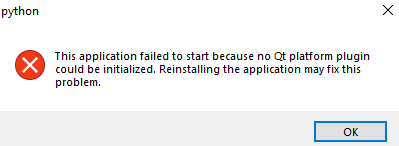 python
This application failed to start because no Qt platform plugin
could be initialized. Reinstalling the application may fix this
problem.
OK